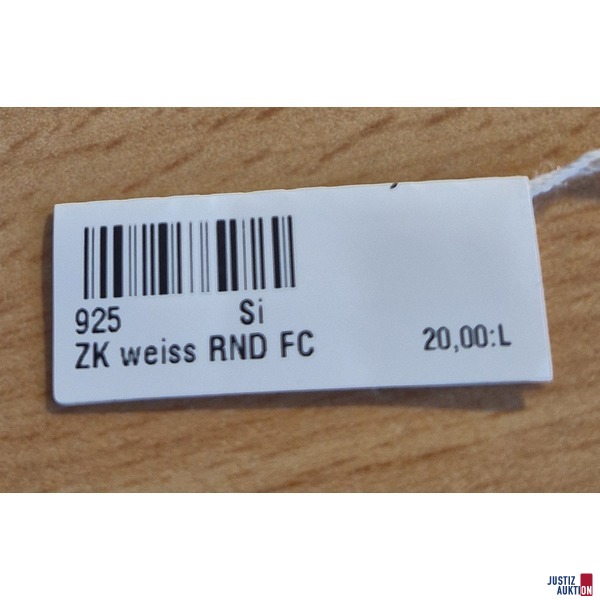 925 Si
ZK weiss RND FC
20,00:L
JUSTIZ
AUKTION